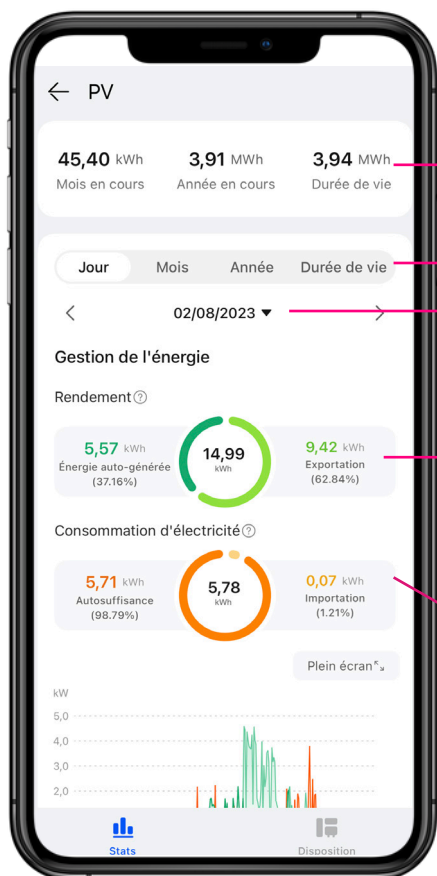 PV
45,40 kWh 3,91 MWh 3,94 MWh
Mois en cours Année en cours Durée de vie
Jour Mois Année Durée de vie
02/08/2023
Gestion de l'énergie
Rendement
5,57 kWh
Énergie auto-générée
(37.16%)
14,99
kWh
9,42 kWh
Exportation
(62.84%)
Consommation d'électricité
5,71 kWh
Autosuffisance
(98.79%)
5,78
kWh
0,07 kWh
Importation
(1.21%)
Plein écran
kW
5,0
4,0
3,0
2,0
Stats Disposition